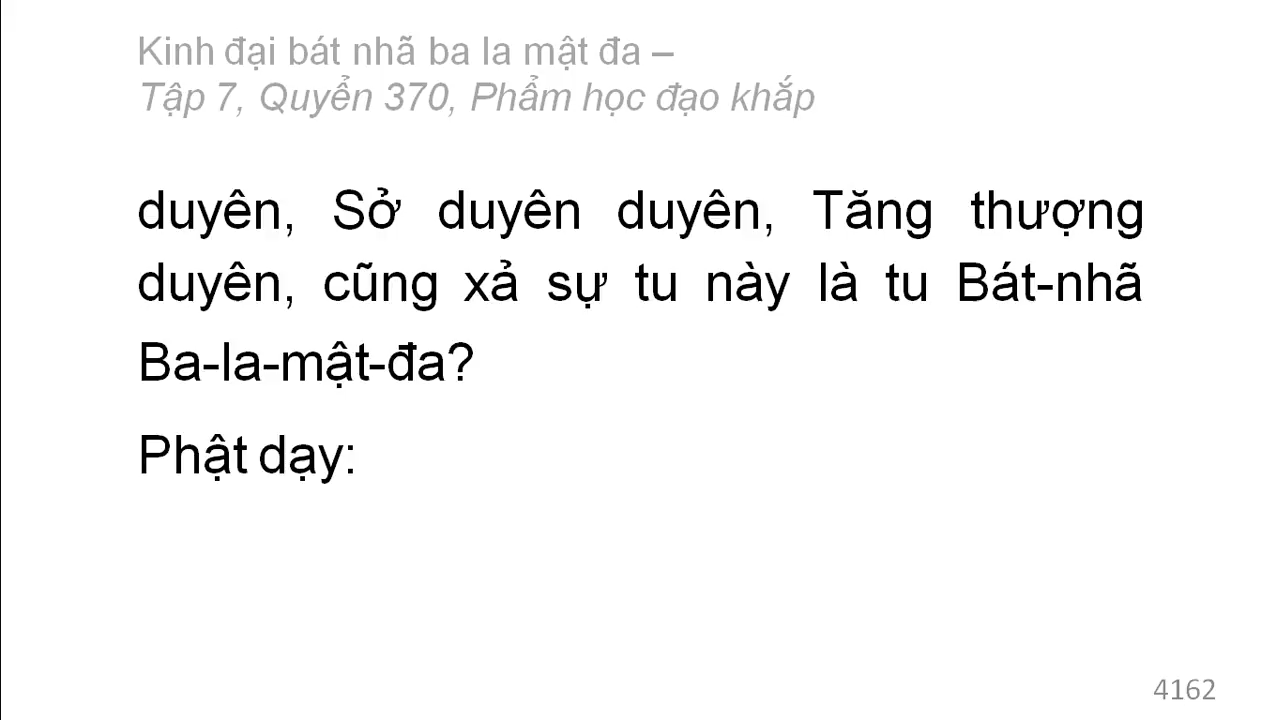 Kinh đại bát nhã ba la mật đa –
Tập 7, Quyển 370, Phẩm học đạo khắp
duyên, Sở duyên duyên, Tăng thượng
duyên, cũng xả sự tu này là tu Bát-nhã
Ba-la-mật-đa?
Phật dạy:
4162